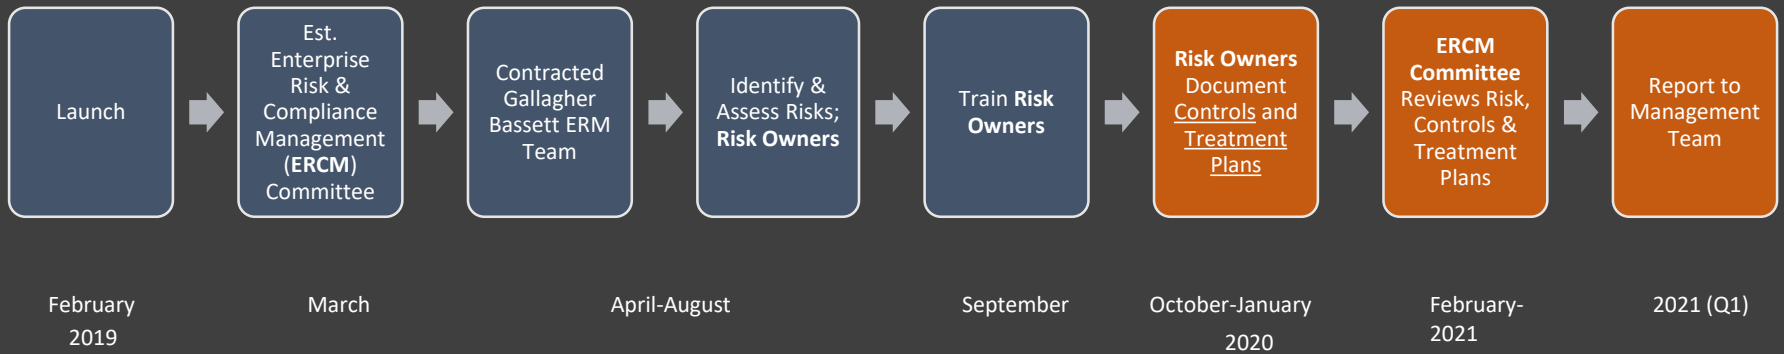 Launch
Est.
Enterprise
Risk &
Compliance
Management
(ERCM)
Committee
Contracted
Gallagher
Bassett ERM
Team
Identify &
Assess Risks;
Risk Owners
Train Risk
Owners
Risk Owners
Document
Controls and
Treatment
Plans
ERCM
Committee
Reviews Risk,
Controls &
Treatment
Plans
Report to
Management
Team
February
2019
March
April-August
September
October-January
2020
February-
2021
2021 (Q1)